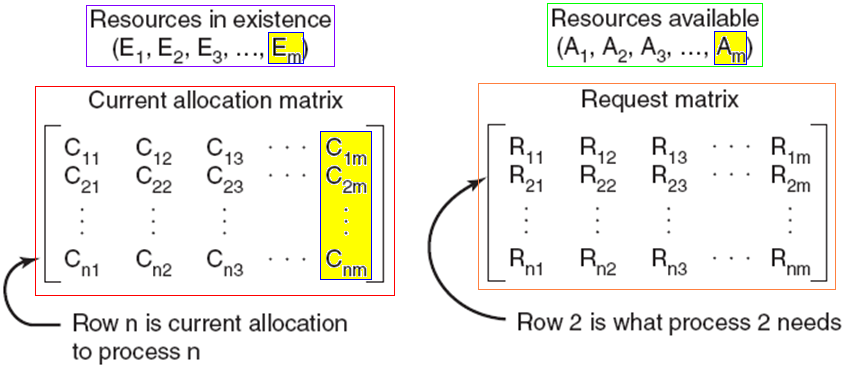 Resources in existence
(E1, E2, E3, ..., Em)
Resources available
(A1, A2, A3, ..., Am)
Current allocation matrix
C11 C12 C13 · · · C1m
C21 C22 C23 · · · C2m
Cn1 Cn2 Cn3 · · · Cnm
Row n is current allocation
to process n
Request matrix
R11 R12 R13 · · · R1m
R21 R22 R23 · · · R2m
Rn1 Rn2 Rn3 · · · Rnm
Row 2 is what process 2 needs